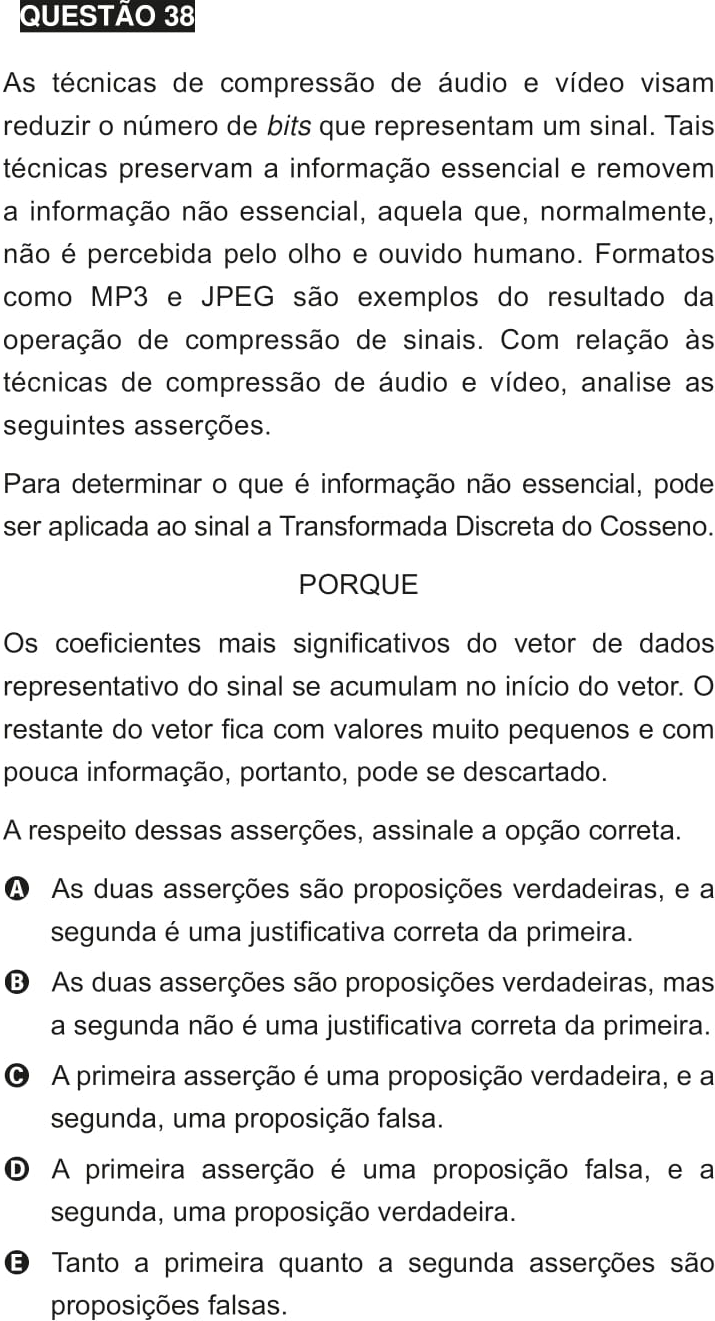 QUESTÃO 38
As técnicas de compressão de áudio e vídeo visam
reduzir o número de bits que representam um sinal. Tais
técnicas preservam a informação essencial e removem
a informação não essencial, aquela que, normalmente,
não é percebida pelo olho e ouvido humano. Formatos
como MP3 e JPEG são exemplos do resultado da
operação de compressão de sinais. Com relação às
técnicas de compressão de áudio e vídeo, analise as
seguintes asserções.
Para determinar o que é informação não essencial, pode
ser aplicada ao sinal a Transformada Discreta do Cosseno.
PORQUE
Os coeficientes mais significativos do vetor de dados
representativo do sinal se acumulam no início do vetor. O
restante do vetor fica com valores muito pequenos e com
pouca informação, portanto, pode se descartado.
A respeito dessas asserções, assinale a opção correta.
A As duas asserções são proposições verdadeiras, e a
segunda é uma justificativa correta da primeira.
B As duas asserções são proposições verdadeiras, mas
a segunda não é uma justificativa correta da primeira.
C A primeira asserção é uma proposição verdadeira, e a
segunda, uma proposição falsa.
D A primeira asserção é uma proposição falsa, e a
segunda, uma proposição verdadeira.
E Tanto a primeira quanto a segunda asserções são
proposições falsas.